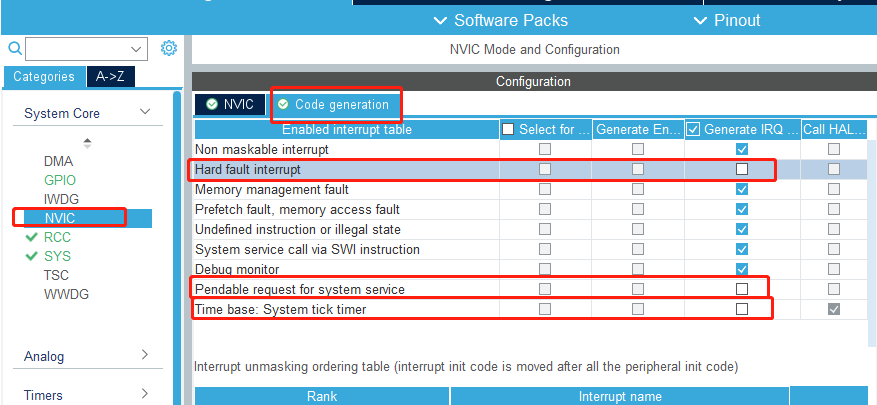 Software Packs Pinout
NVIC Mode and Configuration
Categories A->Z
Configuration
System Core
NVIC Code generation
Enabled interrupt table Select for ... Generate En... Generate IRQ ... Call HAL...
Non maskable interrupt
Hard fault interrupt
DMA
GPIO
Memory management fault
IWDG
Prefetch fault, memory access fault
NVIC
Undefined instruction or illegal state
RCC
System service call via SWI instruction
SYS
Debug monitor
TSC
Pendable request for system service
WWDG
Time base: System tick timer
Analog
Interrupt unmasking ordering table (interrupt init code is moved after all the peripheral init code)
Timers
Rank Interrupt name